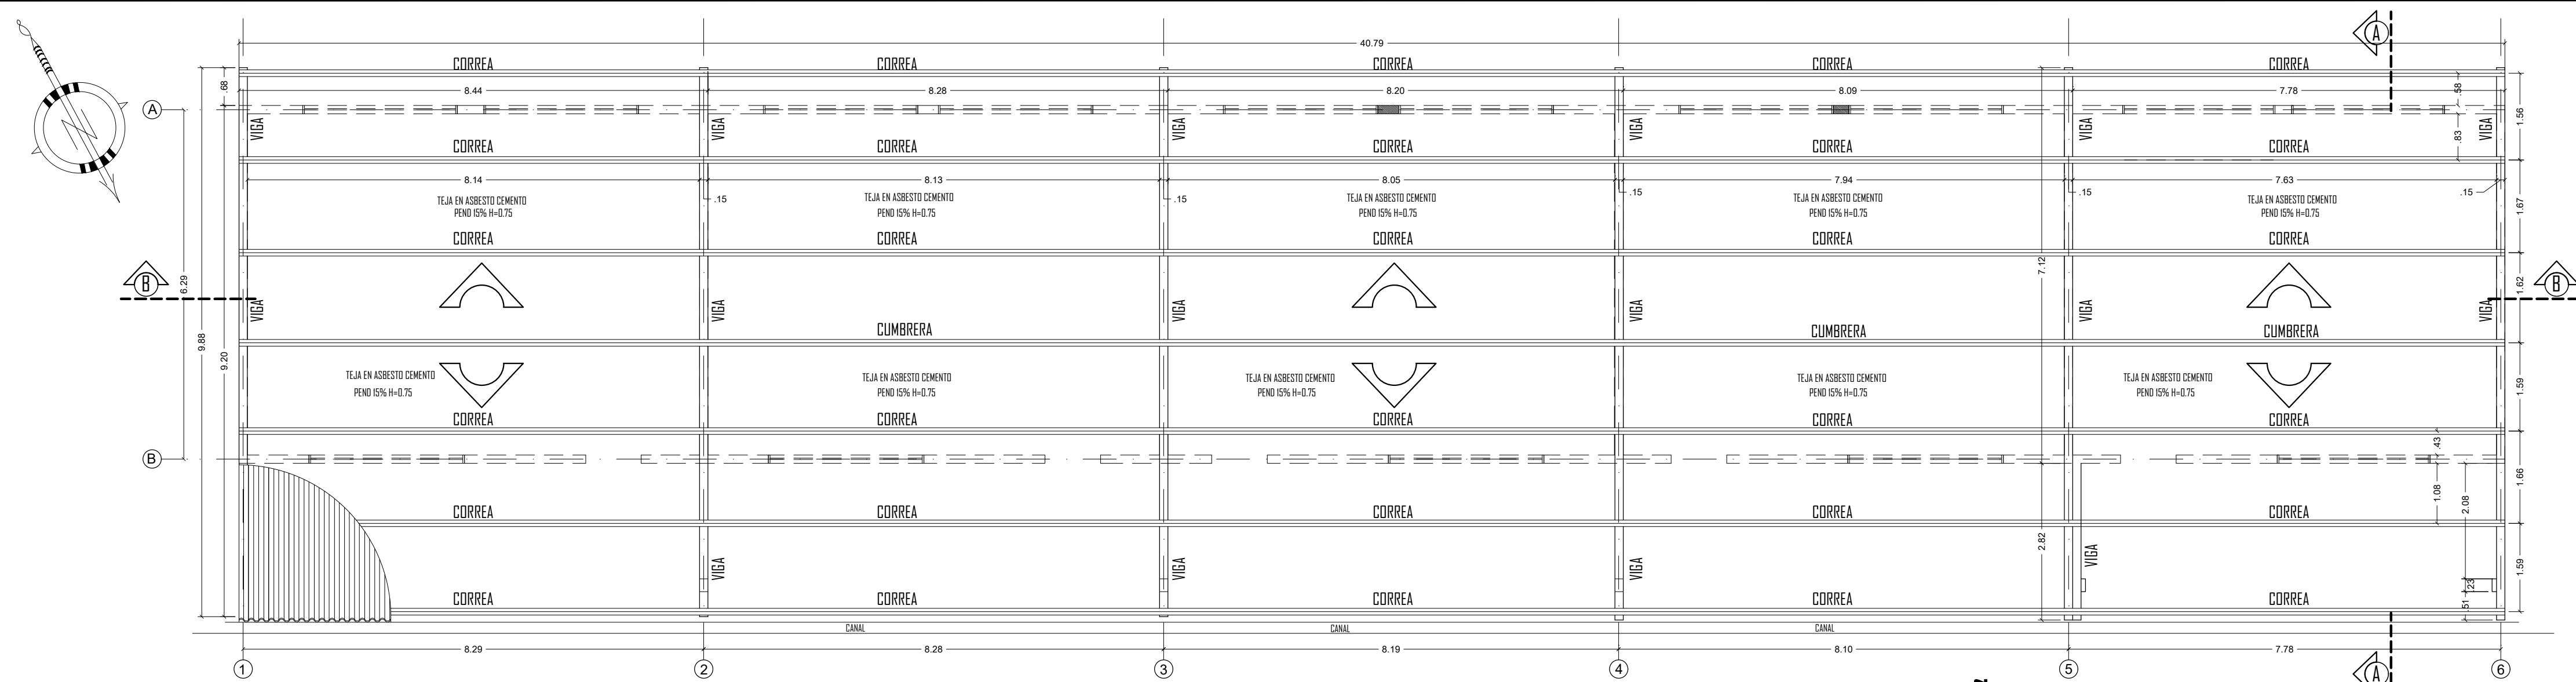 A
40.79
CORREA CORREA CORREA CORREA CORREA
.68
8.44 8.28 8.20 8.09 7.78
.58
A
VIGA VIGA VIGA VIGA VIGA VIGA
1.56
.83
CORREA CORREA CORREA CORREA CORREA
8.14 8.13 8.05 7.94 7.63
.15 .15 .15 .15 .15
TEJA EN ASBESTO CEMENTO TEJA EN ASBESTO CEMENTO TEJA EN ASBESTO CEMENTO TEJA EN ASBESTO CEMENTO TEJA EN ASBESTO CEMENTO
PEND 15% H=0.75 PEND 15% H=0.75 PEND 15% H=0.75 PEND 15% H=0.75 PEND 15% H=0.75
1.67
CORREA CORREA CORREA CORREA CORREA
7.12
B 6.29 B
1.62
VIGA VIGA VIGA VIGA VIGA VIGA
CUMBRERA CUMBRERA CUMBRERA
9.88
9.20
TEJA EN ASBESTO CEMENTO TEJA EN ASBESTO CEMENTO TEJA EN ASBESTO CEMENTO TEJA EN ASBESTO CEMENTO TEJA EN ASBESTO CEMENTO
PEND 15% H=0.75 PEND 15% H=0.75 PEND 15% H=0.75 PEND 15% H=0.75 PEND 15% H=0.75
1.59
CORREA CORREA CORREA CORREA CORREA
.43
B
1.66
1.08
2.08
CORREA CORREA CORREA CORREA CORREA
2.82
VIGA VIGA VIGA VIGA
1.59
.23
.51
CORREA CORREA CORREA CORREA CORREA
CANAL CANAL CANAL
8.29 8.28 8.19 8.10 7.78
1 2 3 4 5 6
A